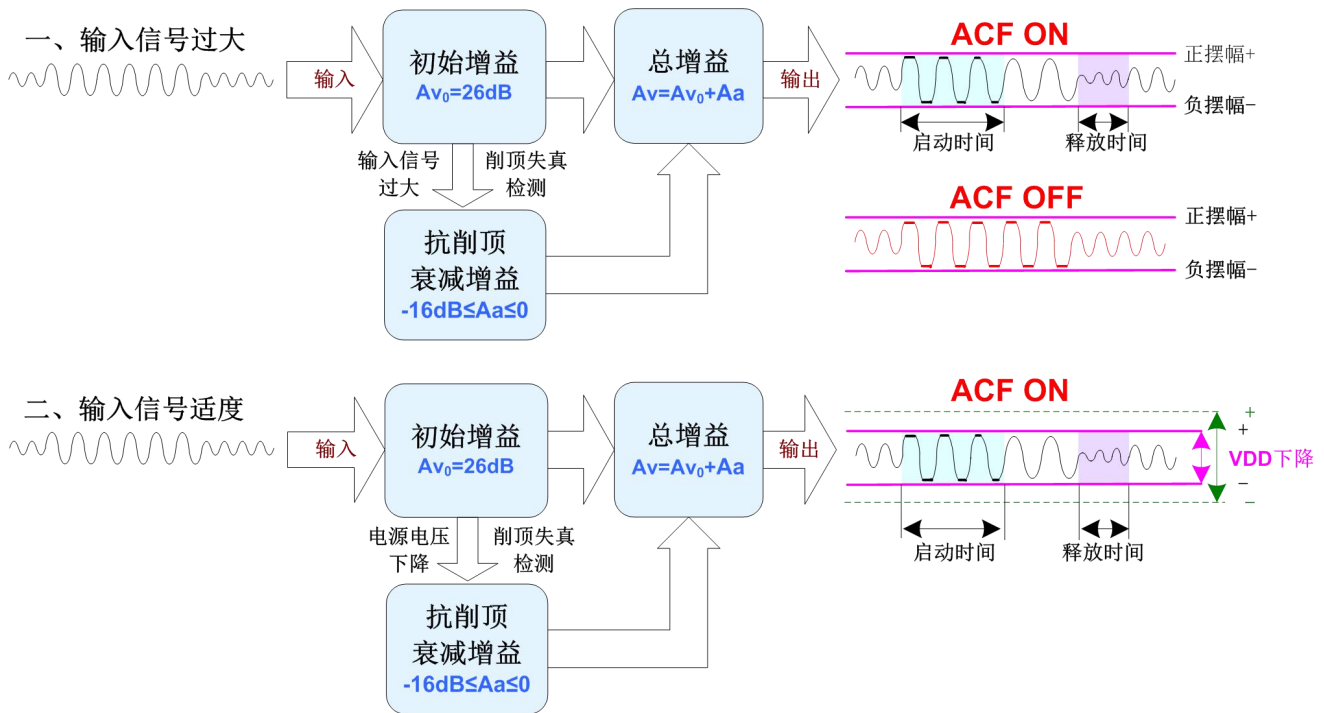 一、输入信号过大
输入
初始增益
Av₀=26dB
总增益
Av=Av₀+Aa
输出
ACF ON
正摆幅+
负摆幅−
启动时间
释放时间
输入信号
过大
削顶失真
检测
抗削顶
衰减增益
-16dB≤Aa≤0
ACF OFF
正摆幅+
负摆幅−
二、输入信号适度
输入
初始增益
Av₀=26dB
总增益
Av=Av₀+Aa
输出
ACF ON
+
+
VDD下降
−
−
启动时间
释放时间
电源电压
下降
削顶失真
检测
抗削顶
衰减增益
-16dB≤Aa≤0